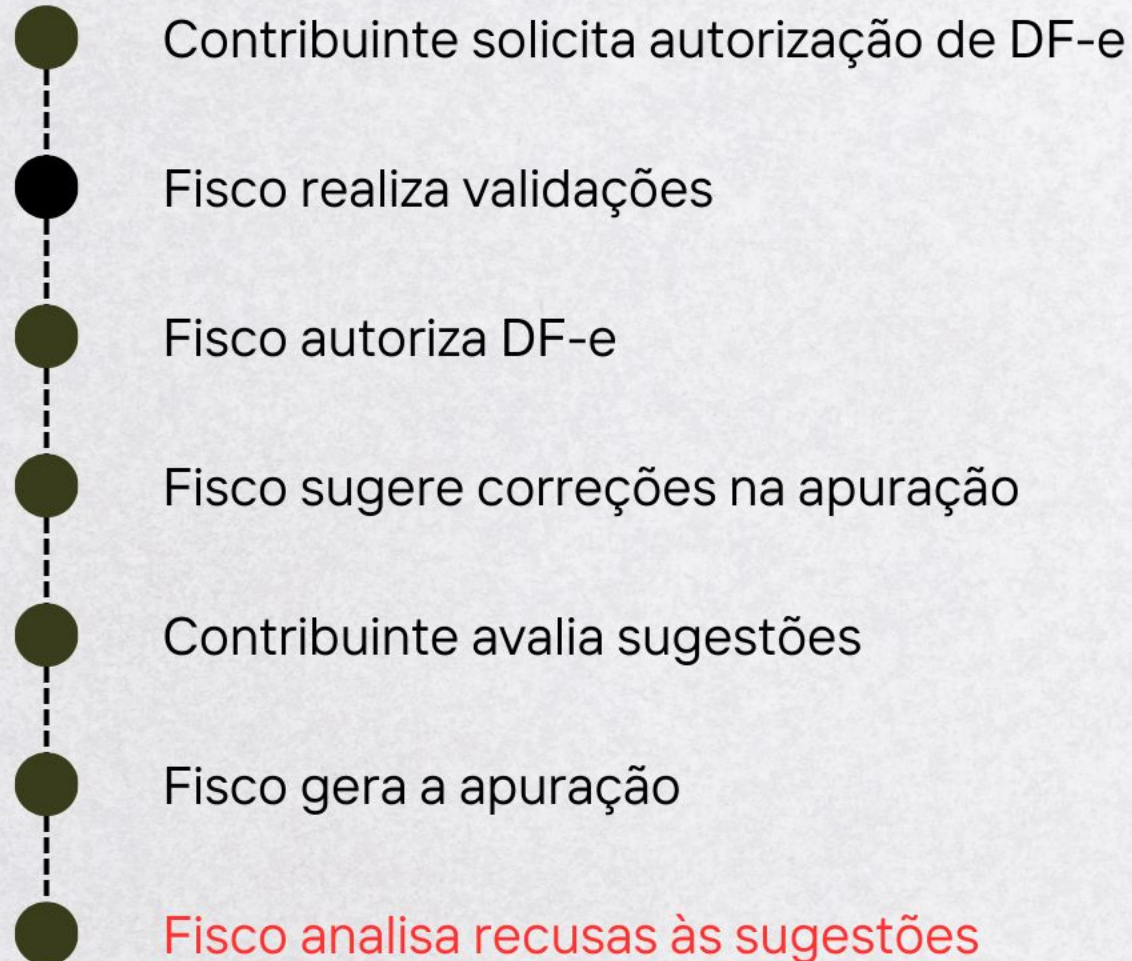 Contribuinte solicita autorização de DF-e
Fisco realiza validações
Fisco autoriza DF-e
Fisco sugere correções na apuração
Contribuinte avalia sugestões
Fisco gera a apuração
Fisco analisa recusas às sugestões